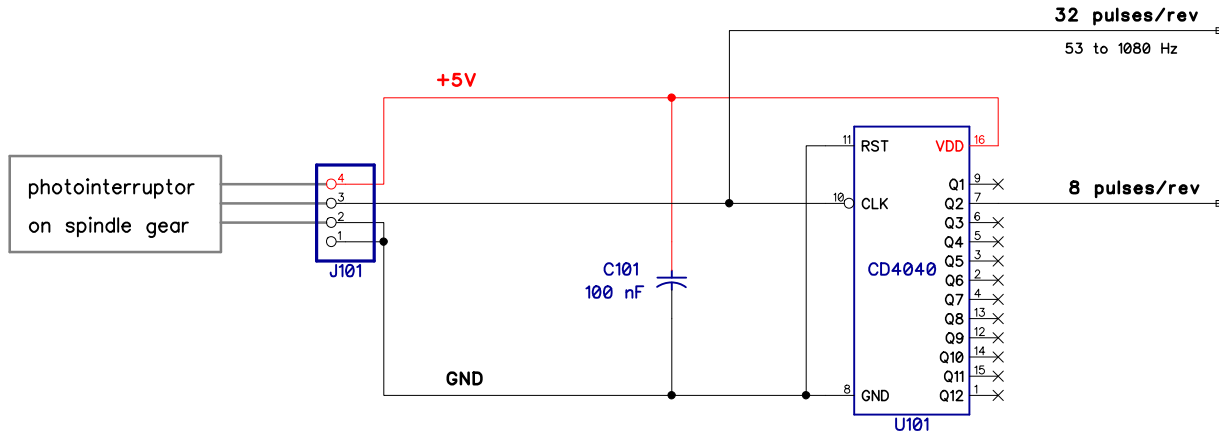 32 pulses/rev
53 to 1080 Hz
+5V
photointerruptor
on spindle gear
4
3
2
1
J101
C101
100 nF
GND
11 RST
VDD 16
10 CLK
Q1 9
Q2 7
8 pulses/rev
Q3 6
Q4 5
Q5 3
CD4040
Q6 2
Q7 4
Q8 13
Q9 12
Q10 14
Q11 15
8 GND
Q12 1
U101